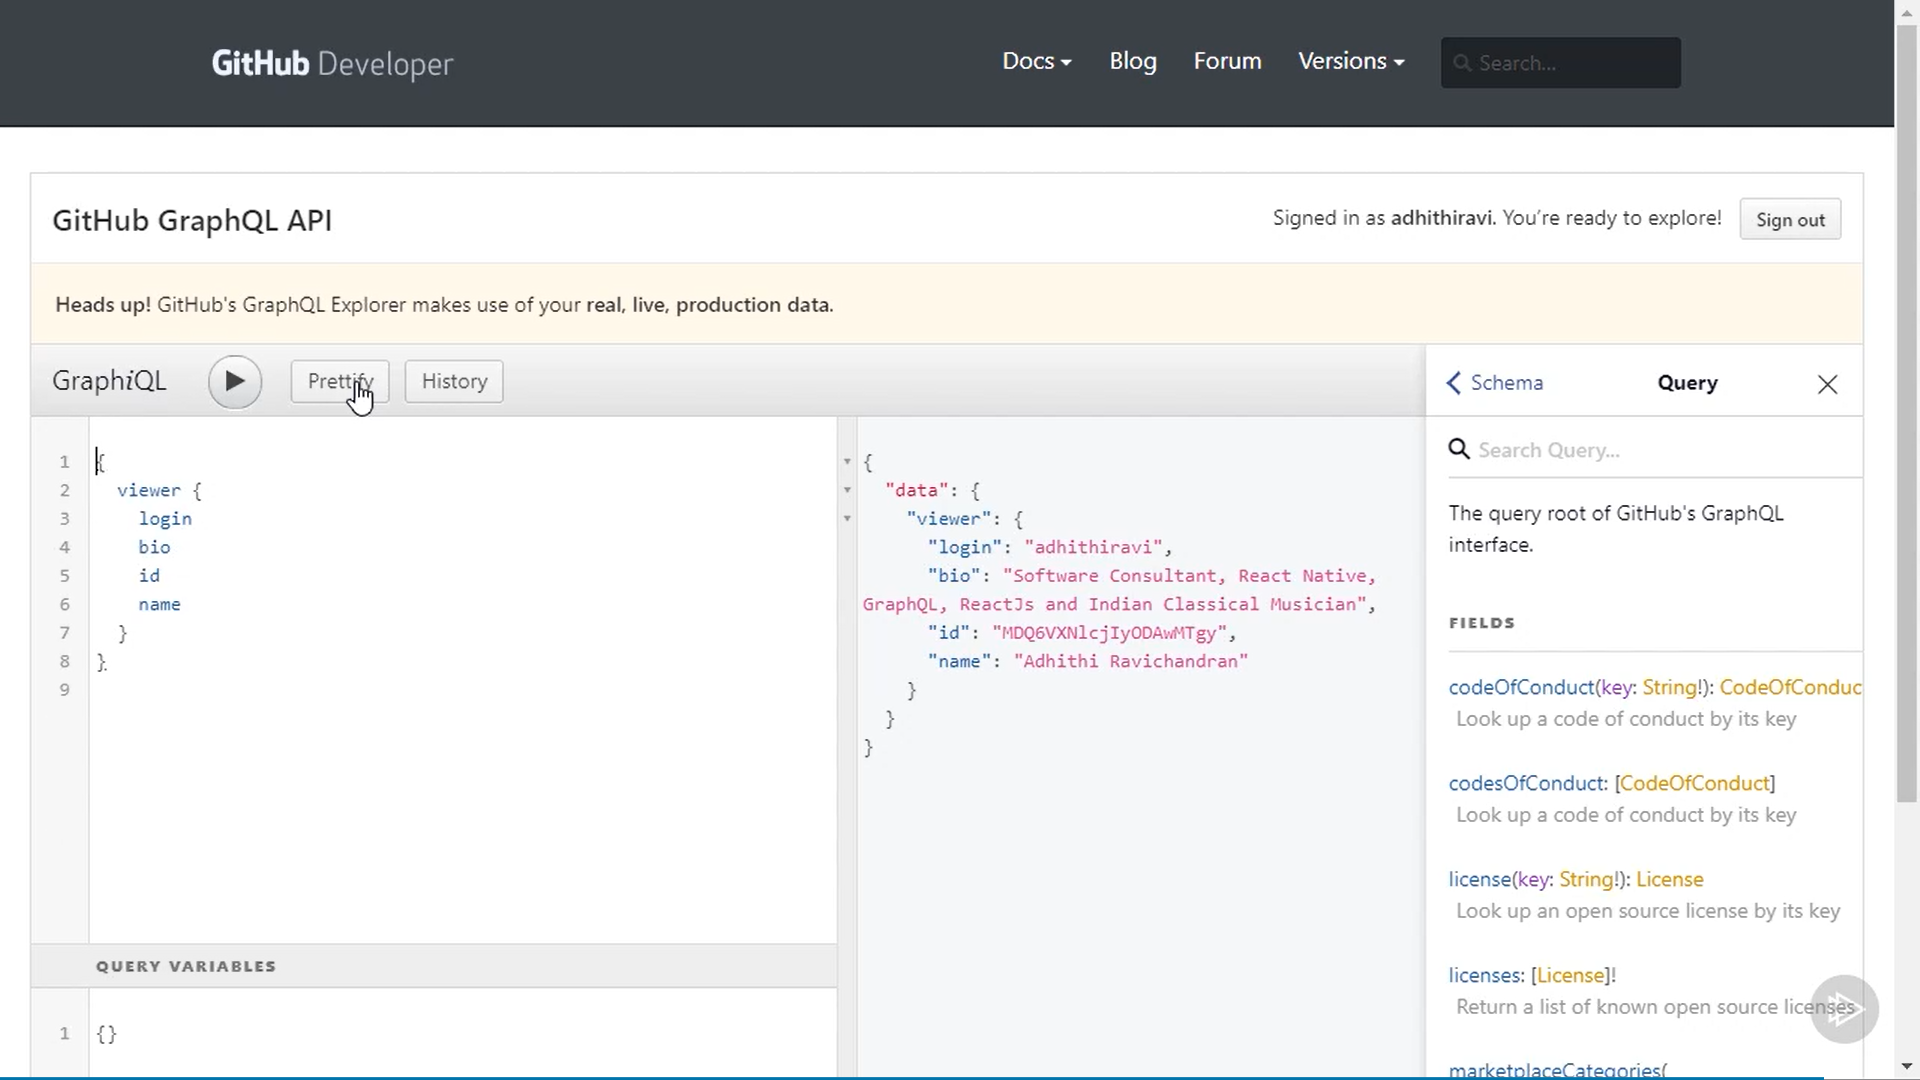 GitHub Developer
Docs
Blog
Forum
Versions
Search...
GitHub GraphQL API
Signed in as adhithiravi. You're ready to explore!
Sign out
Heads up! GitHub's GraphQL Explorer makes use of your real, live, production data.
GraphiQL
Prettify
History
Schema
Query
1 {
2 viewer {
3 login
4 bio
5 id
6 name
7 }
8 }
9
{
"data": {
"viewer": {
"login": "adhithiravi",
"bio": "Software Consultant, React Native,
GraphQL, ReactJs and Indian Classical Musician",
"id": "MDQ6VXNlcjIyODAwMTgy",
"name": "Adhithi Ravichandran"
}
}
}
QUERY VARIABLES
1 {}
Search Query...
The query root of GitHub's GraphQL
interface.
FIELDS
codeOfConduct(key: String!): CodeOfConduc
Look up a code of conduct by its key
codesOfConduct: [CodeOfConduct]
Look up a code of conduct by its key
license(key: String!): License
Look up an open source license by its key
licenses: [License]!
Return a list of known open source licenses
marketplaceCategories(